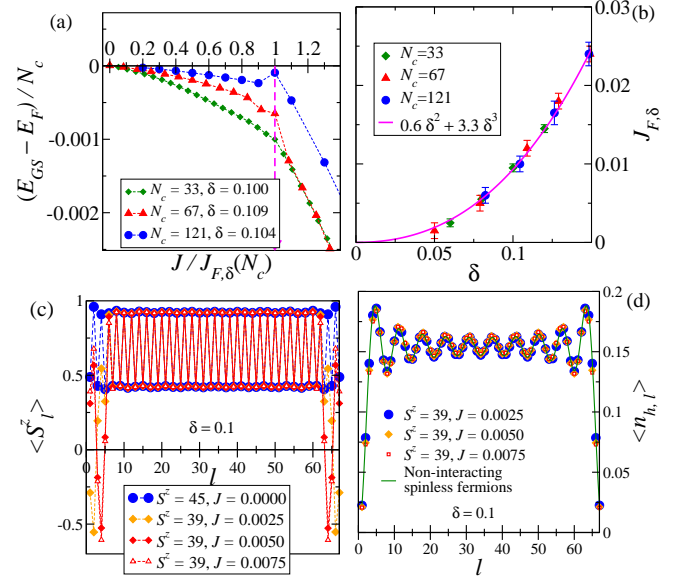 (a)
0 0.2 0.4 0.6 0.8 1 1.2
0
-0.001
-0.002
(E_GS − E_F) / N_c
N_c = 33, δ = 0.100
N_c = 67, δ = 0.109
N_c = 121, δ = 0.104
J / J_F,δ(N_c)
(b)
N_c=33
N_c=67
N_c=121
0.6 δ² + 3.3 δ³
0.03
0.02
0.01
0
J_F,δ
0 0.05 0.1 0.15
δ
(c)
1
0.5
0
-0.5
<S^z_l>
δ = 0.1
0 10 20 30 40 50 60
l
S^z = 45, J = 0.0000
S^z = 39, J = 0.0025
S^z = 39, J = 0.0050
S^z = 39, J = 0.0075
(d)
0.2
0.15
0.1
0.05
0
<n_h, l>
S^z = 39, J = 0.0025
S^z = 39, J = 0.0050
S^z = 39, J = 0.0075
Non-interacting
spinless fermions
δ = 0.1
0 10 20 30 40 50 60
l